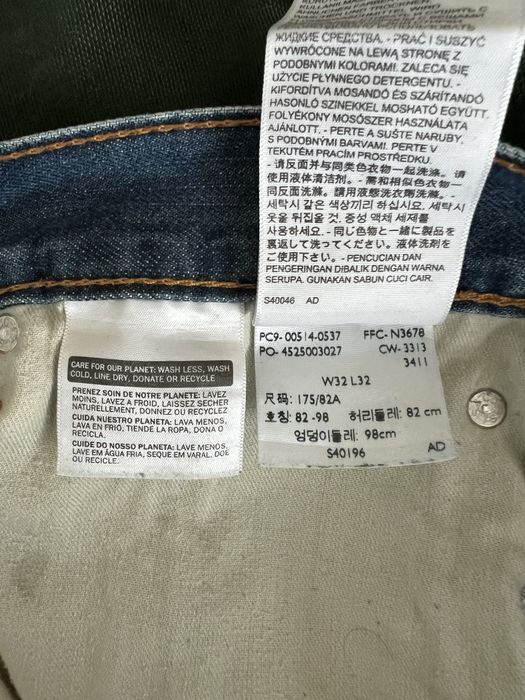 ЖИДКИЕ СРЕДСТВА. - PRAĆ I SUSZYĆ
WYWRÓCONE NA LEWĄ STRONĘ Z
PODOBNYMI KOLORAMI. ZALECA SIĘ
UŻYCIE PŁYNNEGO DETERGENTU. -
KIFORDÍTVA MOSANDÓ ÉS SZÁRÍTANDÓ
HASONLÓ SZINEKKEL MOSHATÓ EGYÜTT.
FOLYÉKONY MOSÓSZER HASZNÁLATA
AJÁNLOTT. - PERTE A SUŠTE NARUBY,
S PODOBNÝMI BARVAMI. PERTE V
TEKUTÉM PRACÍM PROSTŘEDKU.
- 请反面并与同类色衣物一起洗涤。请
使用液体清洁剂。- 需和相似色衣物一
同反面洗滌。請用液態洗衣劑洗滌。-
세탁시 같은 색상끼리 하십시요. 세탁시
옷을 뒤집을 것. 중성 액체 세제를
사용하세요. - 同じ色物と一緒に製品を
裏返して洗ってください。液体洗剤をご
使用下さい。- PENCUCIAN DAN
PENGERINGAN DIBALIK DENGAN WARNA
SERUPA. GUNAKAN SABUN CUCI CAIR.
S40046 AD
PC9- 00514-0537 FFC- N3678
PO- 4525003027 CW- 3313
3411
W32 L32
尺码: 175/82A
호칭: 82 -98 허리둘레: 82 cm
엉덩이둘레: 98cm
S40196 AD
CARE FOR OUR PLANET: WASH LESS, WASH
COLD, LINE DRY, DONATE OR RECYCLE
PRENEZ SOIN DE NOTRE PLANETE: LAVEZ
MOINS, LAVEZ A FROID, LAISSEZ SECHER
NATURELLEMENT, DONNEZ OU RECYCLEZ
CUIDA NUESTRO PLANETA: LAVA MENOS,
LAVA EN FRIO, TIENDE LA ROPA, DONA O
RECICLA.
CUIDE DO NOSSO PLANETA: LAVE MENOS,
LAVE EM ÁGUA FRIA, SEQUE EM VARAL, DOE
OU RECICLE.